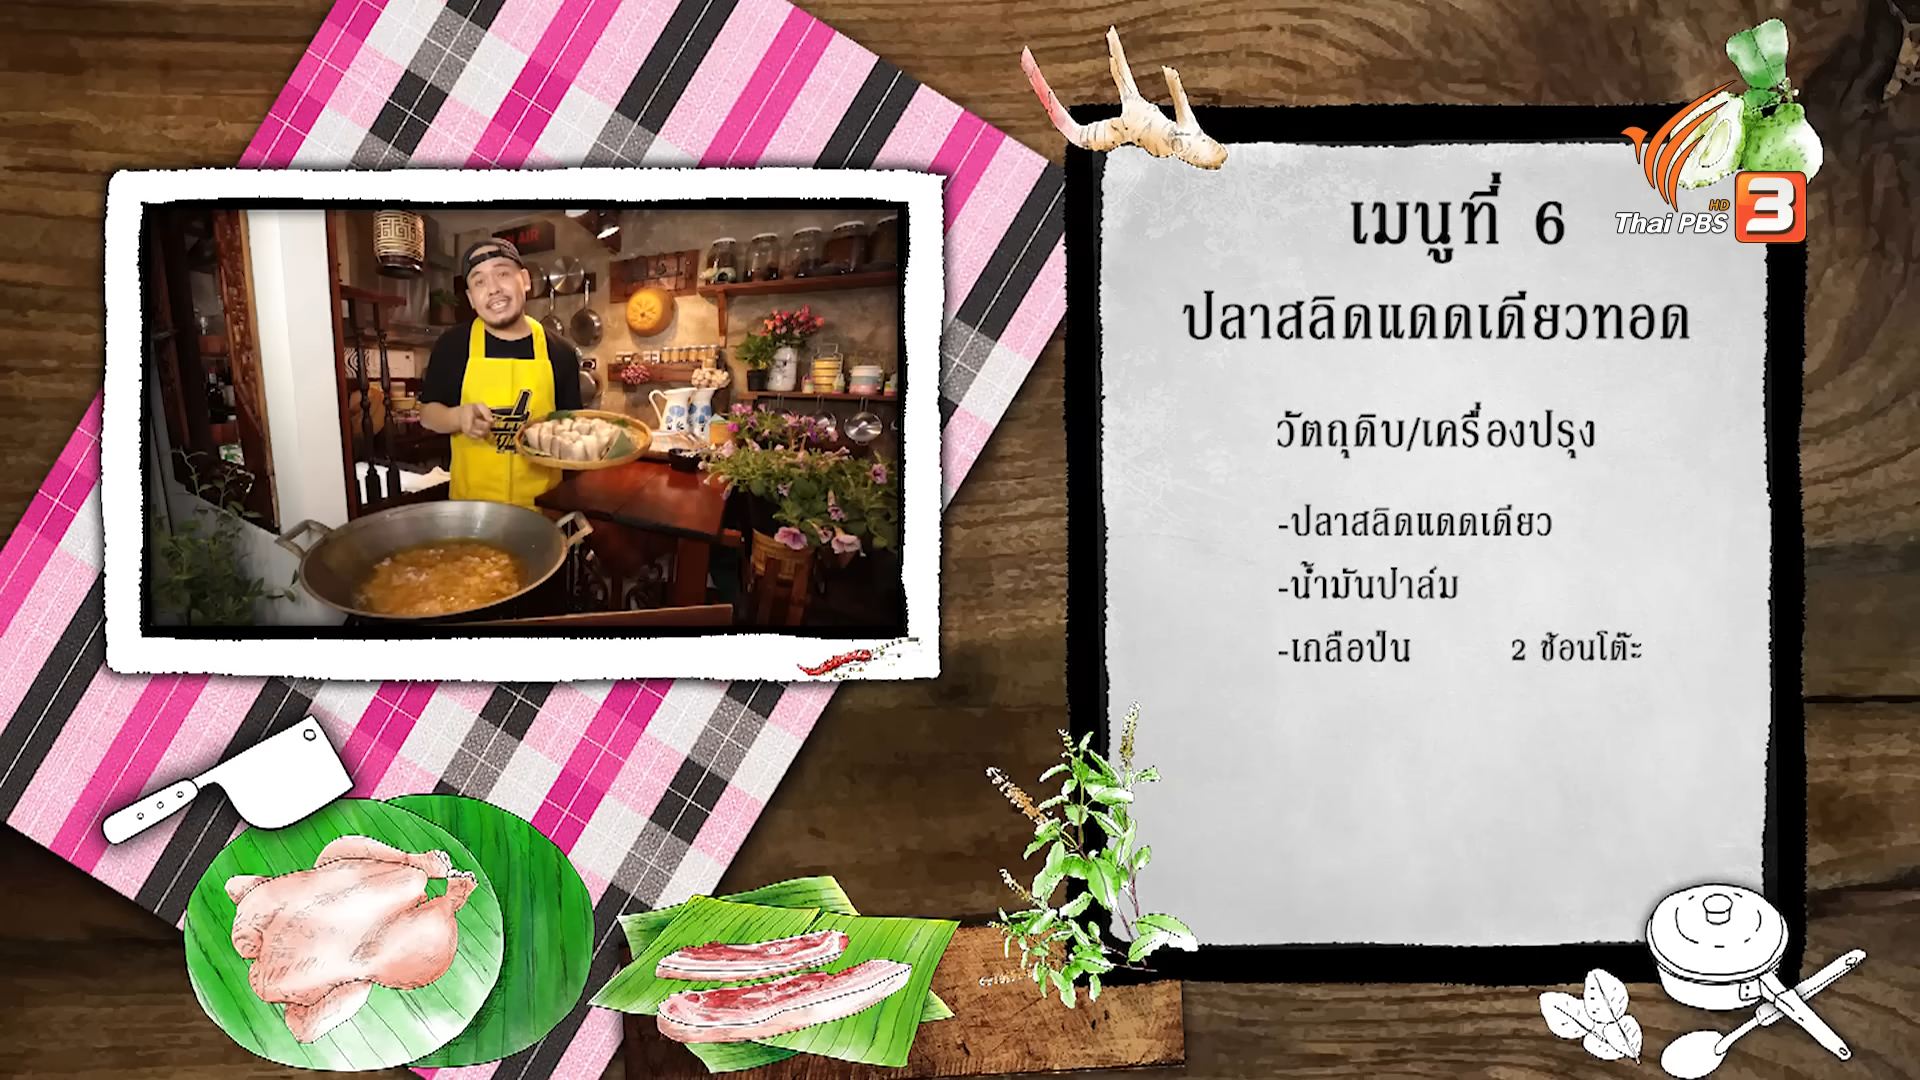 AIR
เมนูที่ 6
ปลาสลิดแดดเดียวทอด
วัตถุดิบ/เครื่องปรุง
-ปลาสลิดแดดเดียว
-น้ำมันปาล์ม
-เกลือป่น 2 ช้อนโต๊ะ
Thai PBS HD 3